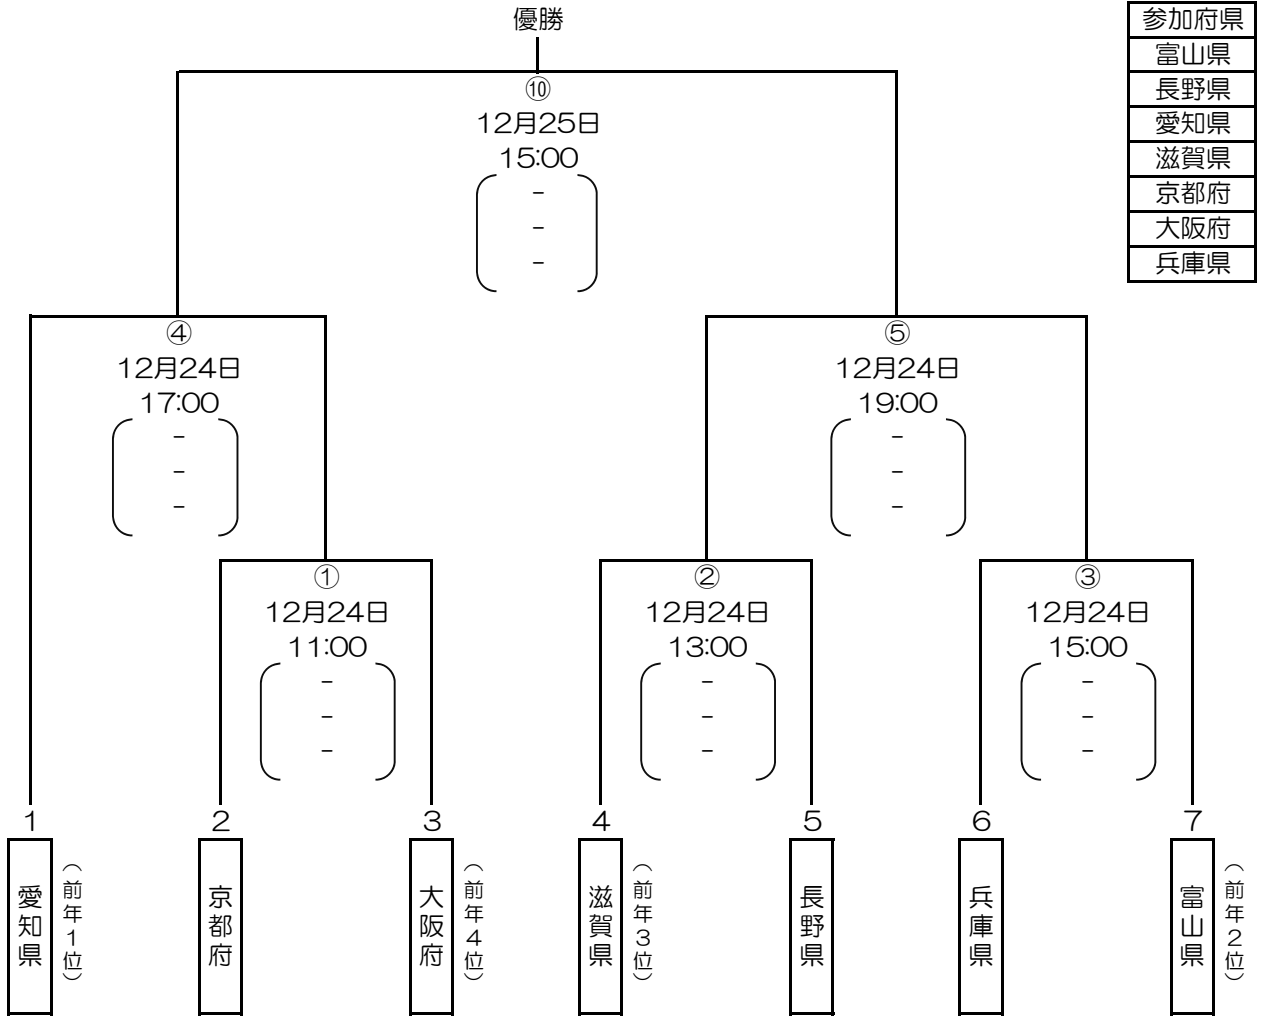 優勝
⑩
12月25日
15:00
-
-
-
参加府県
富山県
長野県
愛知県
滋賀県
京都府
大阪府
兵庫県
④
12月24日
17:00
-
-
-
⑤
12月24日
19:00
-
-
-
①
12月24日
11:00
-
-
-
②
12月24日
13:00
-
-
-
③
12月24日
15:00
-
-
-
1
2
3
4
5
6
7
愛知県
(前年1位)
京都府
大阪府
(前年4位)
滋賀県
(前年3位)
長野県
兵庫県
富山県
(前年2位)